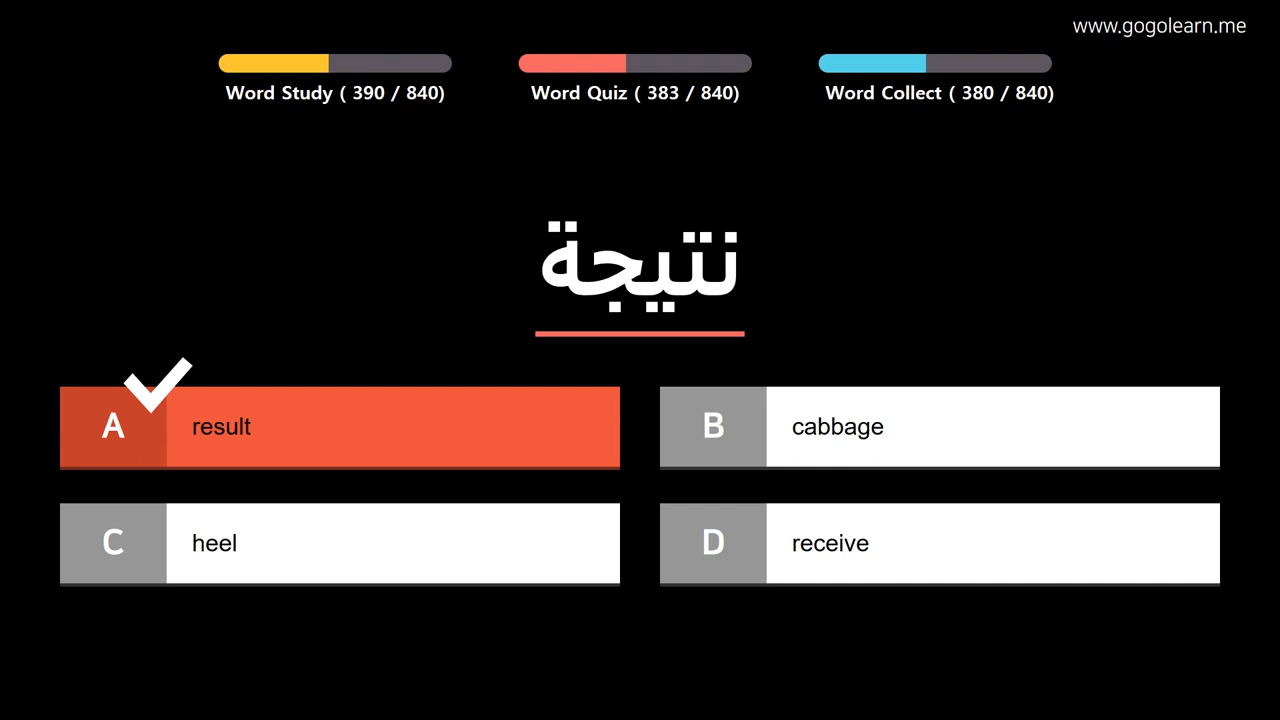 www.gogolearn.me
Word Study ( 390 / 840)
Word Quiz ( 383 / 840)
Word Collect ( 380 / 840)
نتيجة
A result
B cabbage
C heel
D receive